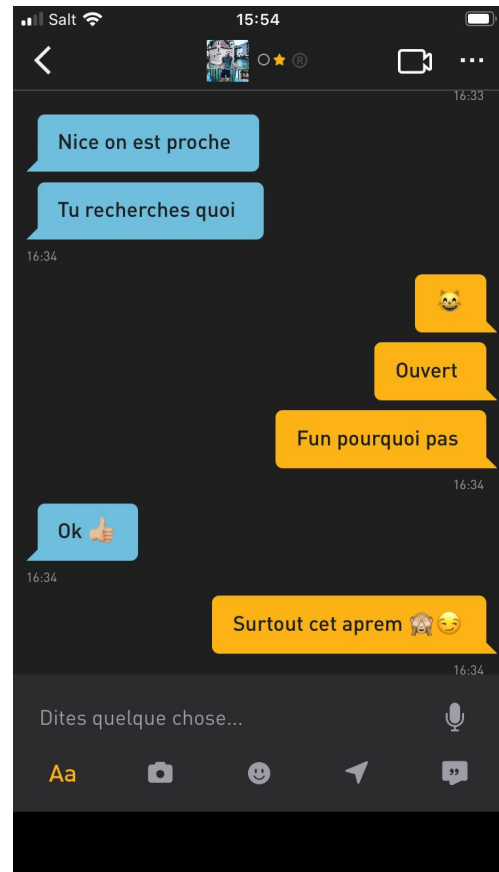 Salt 15:54
16:33
Nice on est proche
Tu recherches quoi
16:34
😸
Ouvert
Fun pourquoi pas
16:34
Ok 👍🏼
16:34
Surtout cet aprem 🙈😏
16:34
Dites quelque chose...
Aa